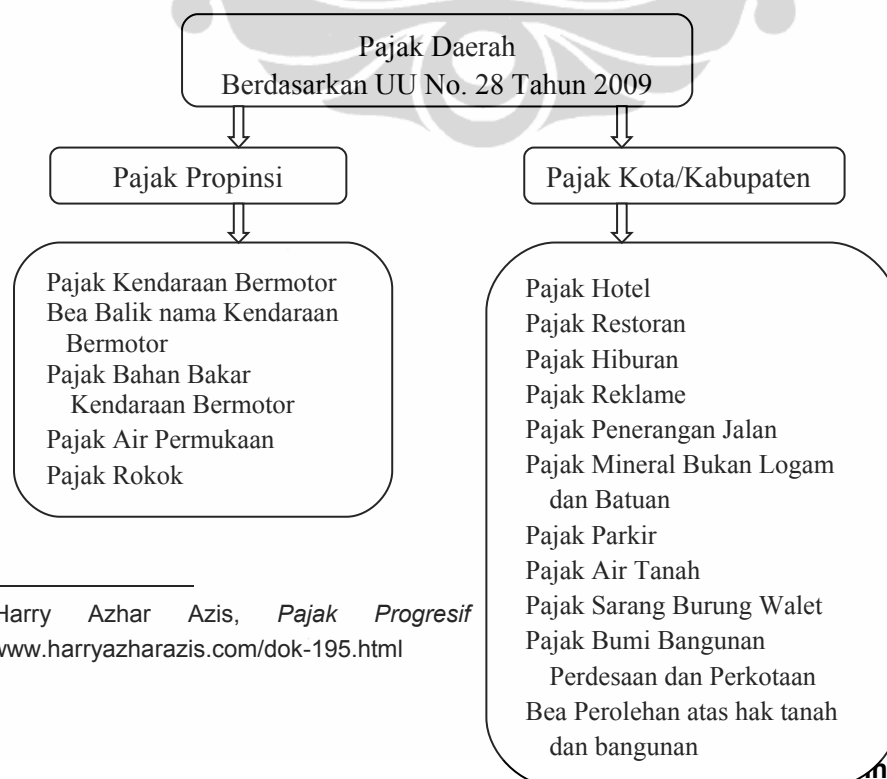 Pajak Daerah
Berdasarkan UU No. 28 Tahun 2009
Pajak Propinsi
Pajak Kota/Kabupaten
Pajak Kendaraan Bermotor
Bea Balik nama Kendaraan
Bermotor
Pajak Bahan Bakar
Kendaraan Bermotor
Pajak Air Permukaan
Pajak Rokok
Pajak Hotel
Pajak Restoran
Pajak Hiburan
Pajak Reklame
Pajak Penerangan Jalan
Pajak Mineral Bukan Logam
dan Batuan
Pajak Parkir
Pajak Air Tanah
Pajak Sarang Burung Walet
Pajak Bumi Bangunan
Perdesaan dan Perkotaan
Bea Perolehan atas hak tanah
dan bangunan
Harry Azhar Azis, Pajak Progresif
www.harryazharazis.com/dok-195.html